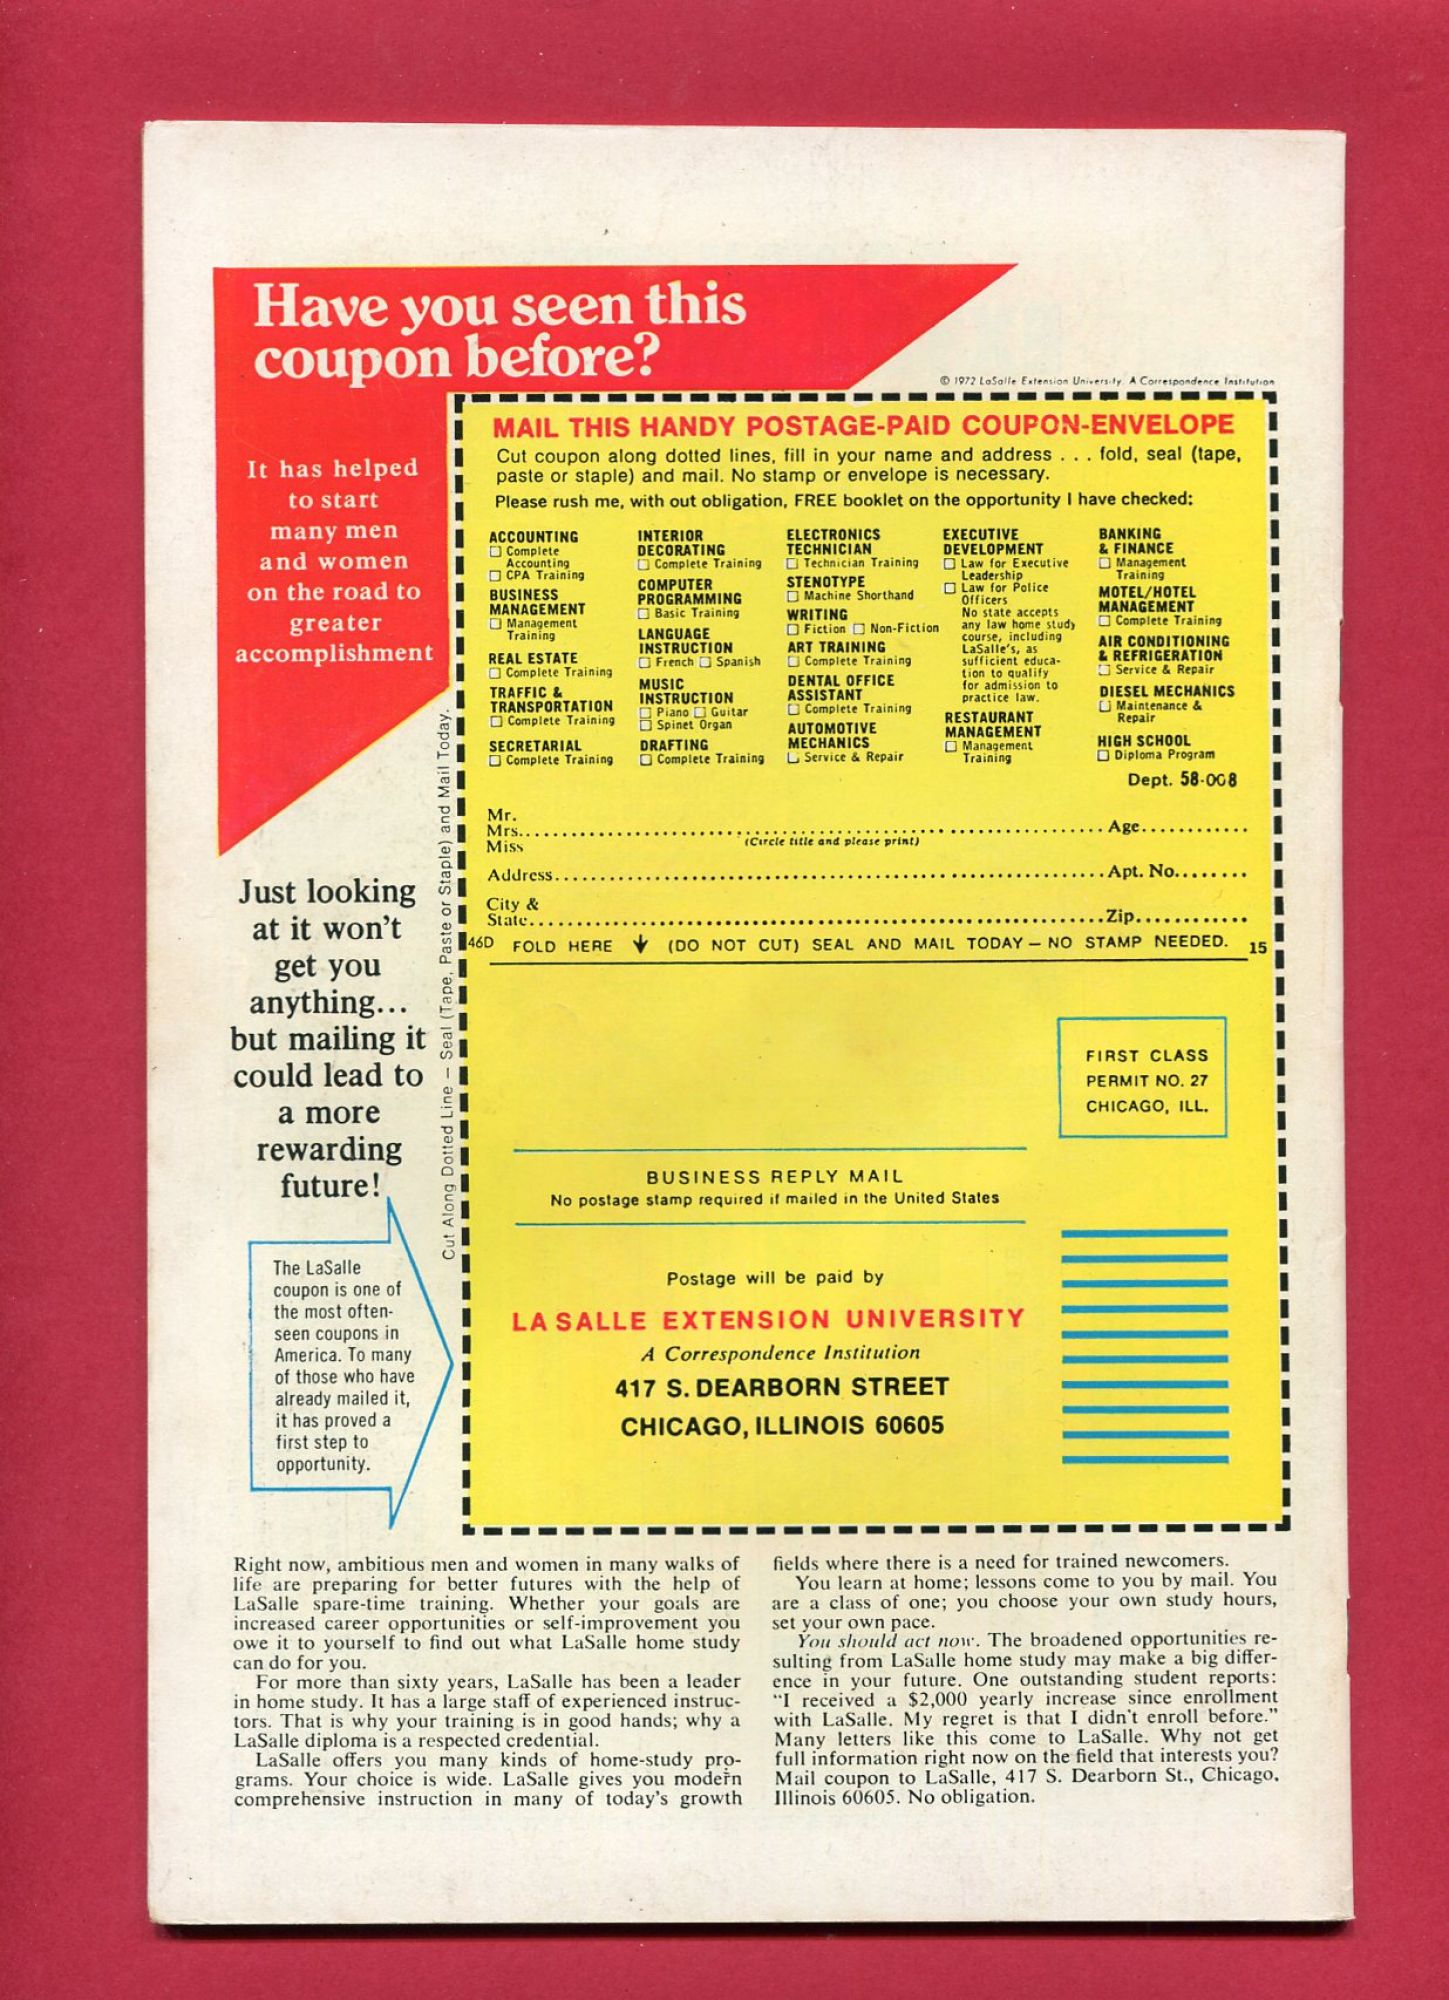 Have you seen this
coupon before?
© 1972 LaSalle Extension University. A Correspondence Institution
It has helped
to start
many men
and women
on the road to
greater
accomplishment
MAIL THIS HANDY POSTAGE-PAID COUPON-ENVELOPE
Cut coupon along dotted lines, fill in your name and address . . . fold, seal (tape,
paste or staple) and mail. No stamp or envelope is necessary.
Please rush me, with out obligation, FREE booklet on the opportunity I have checked:
ACCOUNTING
☐ Complete
Accounting
☐ CPA Training
BUSINESS
MANAGEMENT
☐ Management
Training
REAL ESTATE
☐ Complete Training
TRAFFIC &
TRANSPORTATION
☐ Complete Training
SECRETARIAL
☐ Complete Training
INTERIOR
DECORATING
☐ Complete Training
COMPUTER
PROGRAMMING
☐ Basic Training
LANGUAGE
INSTRUCTION
☐ French ☐ Spanish
MUSIC
INSTRUCTION
☐ Piano ☐ Guitar
☐ Spinet Organ
DRAFTING
☐ Complete Training
ELECTRONICS
TECHNICIAN
☐ Technician Training
STENOTYPE
☐ Machine Shorthand
WRITING
☐ Fiction ☐ Non-Fiction
ART TRAINING
☐ Complete Training
DENTAL OFFICE
ASSISTANT
☐ Complete Training
AUTOMOTIVE
MECHANICS
☐ Service & Repair
EXECUTIVE
DEVELOPMENT
☐ Law for Executive
Leadership
☐ Law for Police
Officers
No state accepts
any law home study
course, including
LaSalle's, as
sufficient educa-
tion to qualify
for admission to
practice law.
RESTAURANT
MANAGEMENT
☐ Management
Training
BANKING
& FINANCE
☐ Management
Training
MOTEL/HOTEL
MANAGEMENT
☐ Complete Training
AIR CONDITIONING
& REFRIGERATION
☐ Service & Repair
DIESEL MECHANICS
☐ Maintenance &
Repair
HIGH SCHOOL
☐ Diploma Program
Dept. 58-008
Mr.
Mrs. Age
(Circle title and please print)
Miss
Address Apt. No.
City &
State Zip
46D FOLD HERE ↓ (DO NOT CUT) SEAL AND MAIL TODAY – NO STAMP NEEDED. 15
Cut Along Dotted Line – Seal (Tape, Paste or Staple) and Mail Today.
Just looking
at it won't
get you
anything...
but mailing it
could lead to
a more
rewarding
future!
The LaSalle
coupon is one of
the most often-
seen coupons in
America. To many
of those who have
already mailed it,
it has proved a
first step to
opportunity.
FIRST CLASS
PERMIT NO. 27
CHICAGO, ILL.
BUSINESS REPLY MAIL
No postage stamp required if mailed in the United States
Postage will be paid by
LA SALLE EXTENSION UNIVERSITY
A Correspondence Institution
417 S. DEARBORN STREET
CHICAGO, ILLINOIS 60605
Right now, ambitious men and women in many walks of
life are preparing for better futures with the help of
LaSalle spare-time training. Whether your goals are
increased career opportunities or self-improvement you
owe it to yourself to find out what LaSalle home study
can do for you.
For more than sixty years, LaSalle has been a leader
in home study. It has a large staff of experienced instruc-
tors. That is why your training is in good hands; why a
LaSalle diploma is a respected credential.
LaSalle offers you many kinds of home-study pro-
grams. Your choice is wide. LaSalle gives you modern
comprehensive instruction in many of today's growth
fields where there is a need for trained newcomers.
You learn at home; lessons come to you by mail. You
are a class of one; you choose your own study hours,
set your own pace.
You should act now. The broadened opportunities re-
sulting from LaSalle home study may make a big differ-
ence in your future. One outstanding student reports:
"I received a $2,000 yearly increase since enrollment
with LaSalle. My regret is that I didn't enroll before."
Many letters like this come to LaSalle. Why not get
full information right now on the field that interests you?
Mail coupon to LaSalle, 417 S. Dearborn St., Chicago,
Illinois 60605. No obligation.